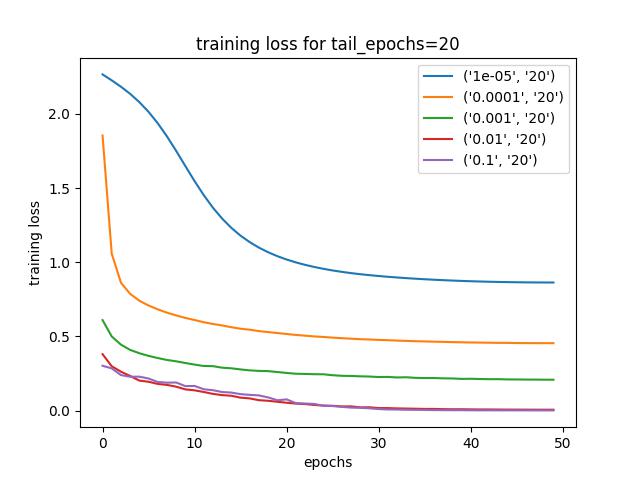 training loss for tail_epochs=20
('1e-05', '20')
('0.0001', '20')
('0.001', '20')
('0.01', '20')
('0.1', '20')
training loss
2.0
1.5
1.0
0.5
0.0
0 10 20 30 40 50
epochs